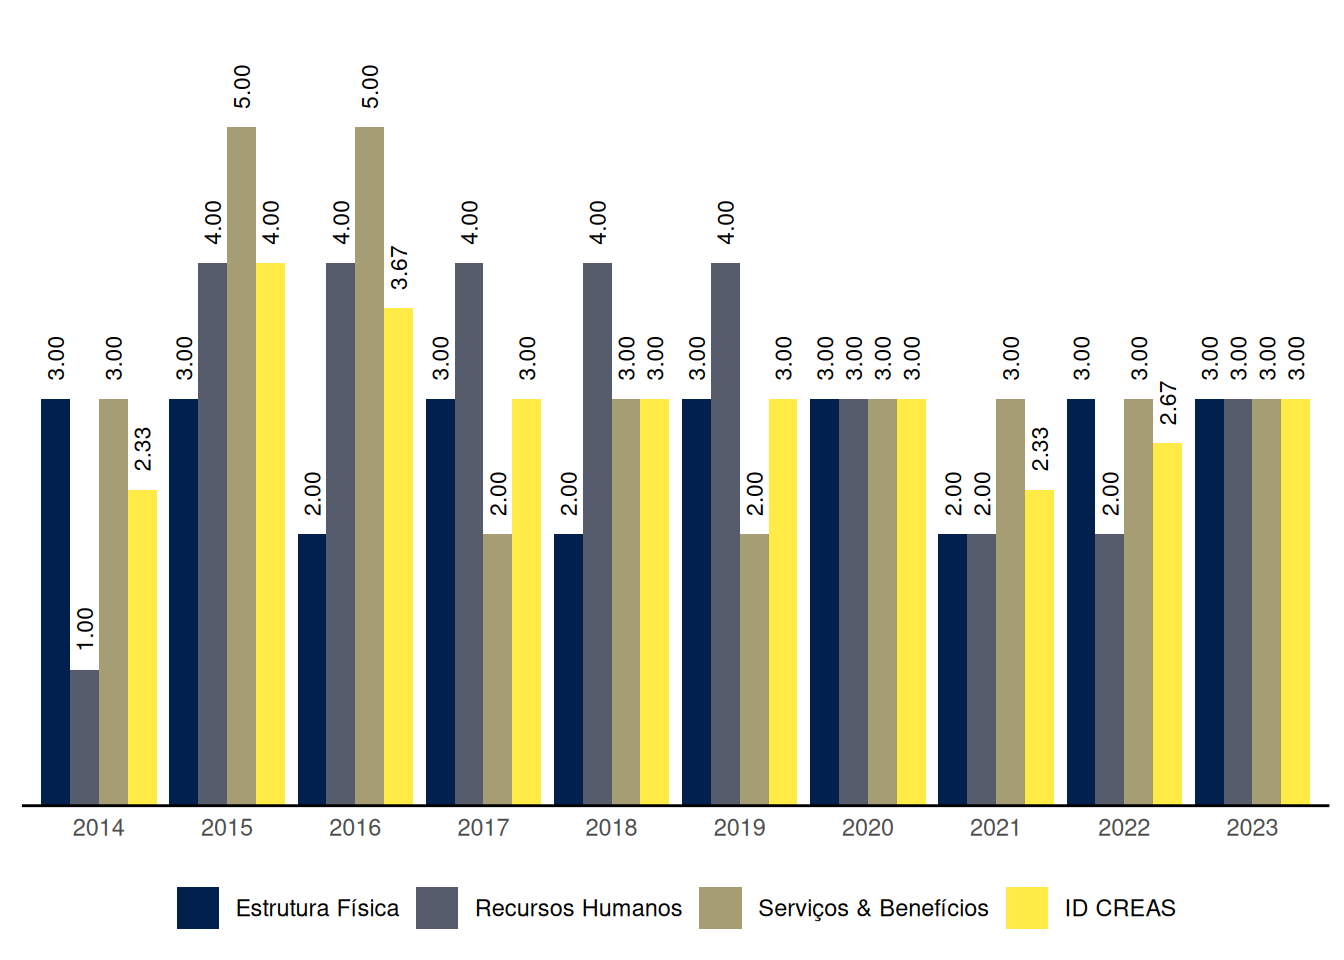 5.00 5.00
4.00 4.00 4.00 4.00 4.00 4.00
3.67
3.00 3.00 3.00 3.00 3.00 3.00 3.00 3.00 3.00 3.00 3.00 3.00 3.00 3.00 3.00 3.00 3.00 3.00 3.00 3.00
2.67
2.33 2.33
2.00 2.00 2.00 2.00 2.00 2.00 2.00
1.00
2014 2015 2016 2017 2018 2019 2020 2021 2022 2023
Estrutura Física Recursos Humanos Serviços & Benefícios ID CREAS